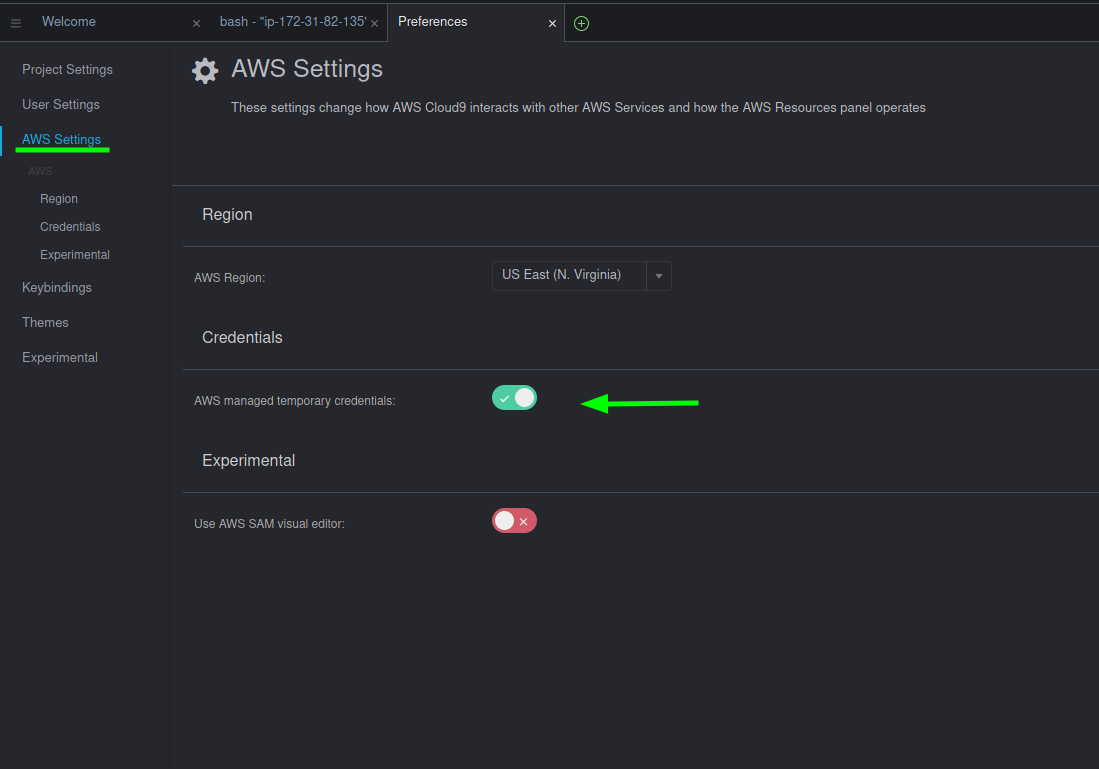 Welcome
bash - "ip-172-31-82-135'
Preferences
Project Settings
User Settings
AWS Settings
AWS
Region
Credentials
Experimental
Keybindings
Themes
Experimental
AWS Settings
These settings change how AWS Cloud9 interacts with other AWS Services and how the AWS Resources panel operates
Region
AWS Region:
US East (N. Virginia)
Credentials
AWS managed temporary credentials:
Experimental
Use AWS SAM visual editor: